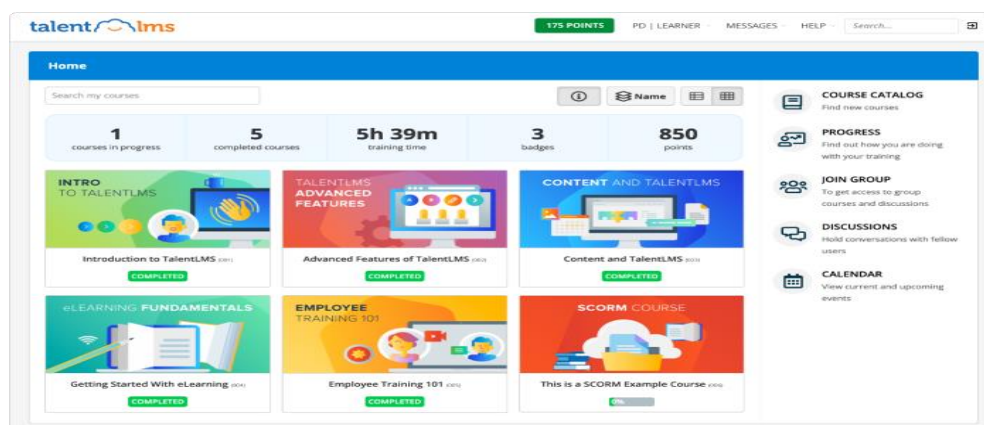 talentlms
175 POINTS
PD | LEARNER
MESSAGES
HELP
Search...
Home
Search my courses
Name
1
courses in progress
5
completed courses
5h 39m
training time
3
badges
850
points
INTRO
TO TALENTLMS
Introduction to TalentLMS
COMPLETED
TALENTLMS
ADVANCED
FEATURES
Advanced Features of TalentLMS
COMPLETED
CONTENT AND TALENTLMS
Content and TalentLMS
COMPLETED
eLEARNING FUNDAMENTALS
Getting Started With eLearning
COMPLETED
EMPLOYEE
TRAINING 101
Employee Training 101
COMPLETED
SCORM COURSE
This is a SCORM Example Course
0%
COURSE CATALOG
Find new courses
PROGRESS
Find out how you are doing
with your training
JOIN GROUP
To get access to group
courses and discussions
DISCUSSIONS
Hold conversations with fellow
users
CALENDAR
View current and upcoming
events